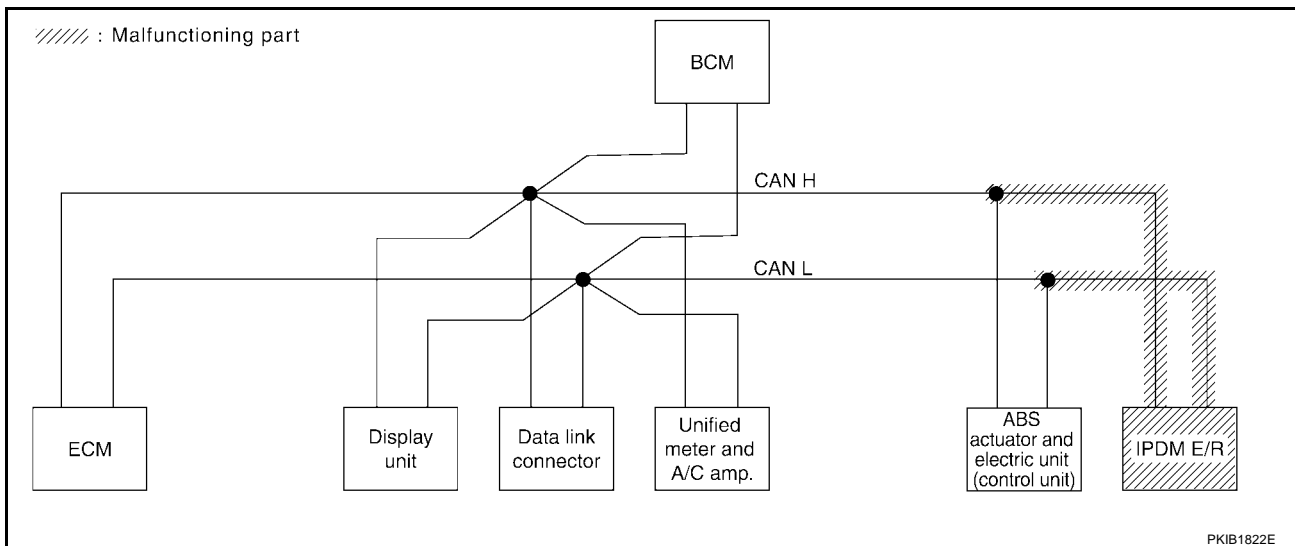 : Malfunctioning part
BCM
CAN H
CAN L
ECM
Display
unit
Data link
connector
Unified
meter and
A/C amp.
ABS
actuator and
electric unit
(control unit)
IPDM E/R
PKIB1822E